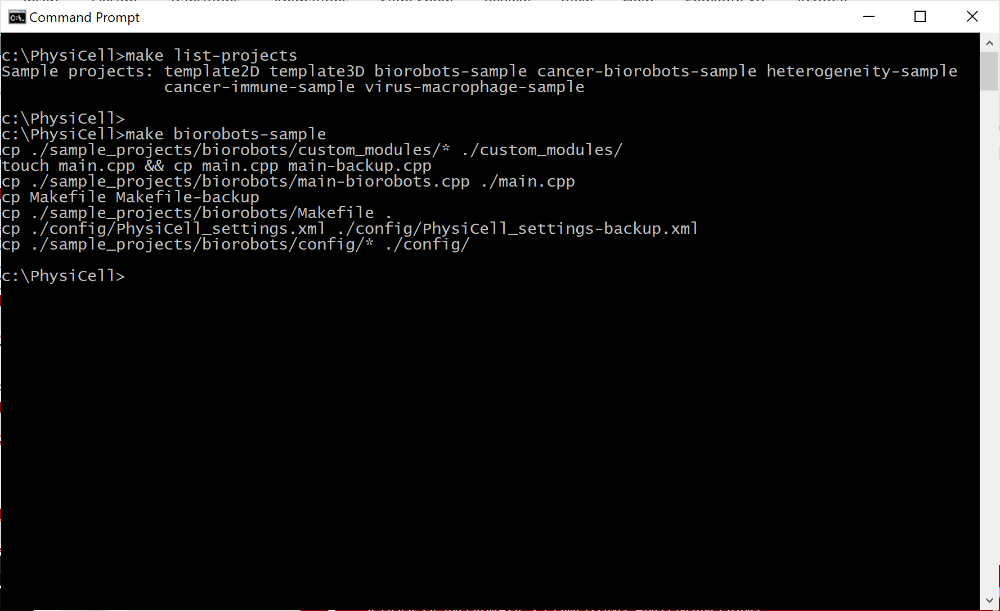 Command Prompt
c:\PhysiCell>make list-projects
Sample projects: template2D template3D biorobots-sample cancer-biorobots-sample heterogeneity-sample
cancer-immune-sample virus-macrophage-sample
c:\PhysiCell>
c:\PhysiCell>make biorobots-sample
cp ./sample_projects/biorobots/custom_modules/* ./custom_modules/
touch main.cpp && cp main.cpp main-backup.cpp
cp ./sample_projects/biorobots/main-biorobots.cpp ./main.cpp
cp Makefile Makefile-backup
cp ./sample_projects/biorobots/Makefile .
cp ./config/PhysiCell_settings.xml ./config/PhysiCell_settings-backup.xml
cp ./sample_projects/biorobots/config/* ./config/
c:\PhysiCell>